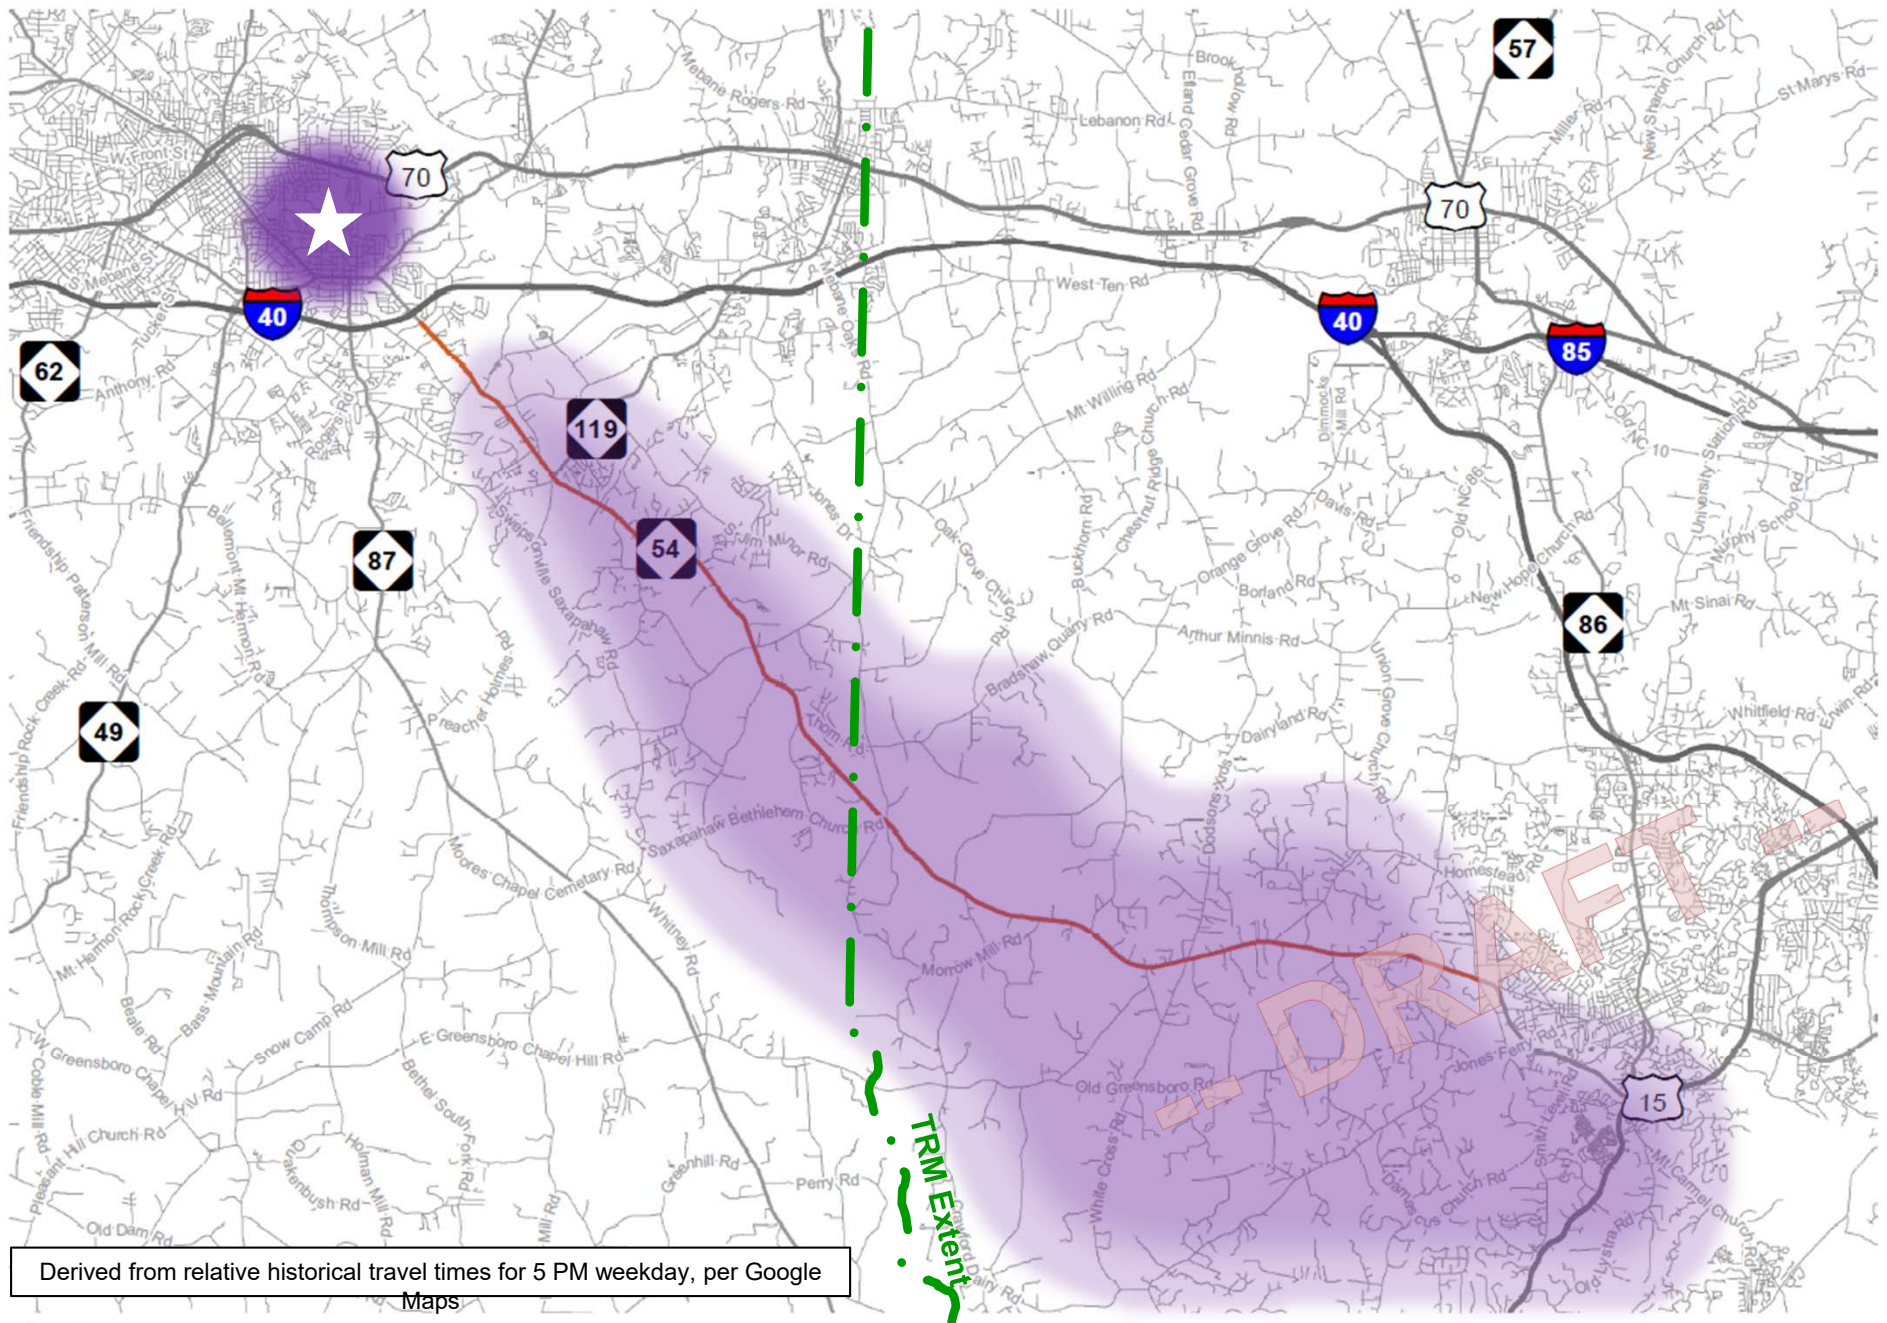 57
New Sharon Church Rd
St Marys Rd
Miller Rd
Mebane Rogers Rd
Lebanon Rd
Efland Cedar Grove Rd
W Front St
70
70
S Mebane St
Tucker St
40
Mebane Oaks Rd
West Ten Rd
40
85
62
Anthony Rd
Rogers Rd
119
Mt Willing Rd
Chestnut Ridge Church Rd
Dimmocks
Mill Rd
Old NC 10
University Station Rd
Old NC 86
Friendship Patterson Mill Rd
Bellemont Mt Hermon Rd
87
Swepsonville Saxapahaw Rd
54
S Jim Minor Rd
Jones Dr
Oak Grove Church Rd
Buckhorn Rd
Orange Grove Rd
Davis Rd
Borland Rd
New Hope Church Rd
Murphy School Rd
Mt Sinai Rd
86
Arthur Minnis Rd
Union Grove Church Rd
Bradshaw Quarry Rd
Preacher Holmes Rd
49
Friendship Rock Creek Rd
Thom Rd
Dairyland Rd
Whitfield Rd
Erwin Rd
Dodsons Xrds
Saxapahaw Bethlehem Church Rd
Moores Chapel Cemetary Rd
Homestead Rd
Mt Hermon Rock Creek Rd
Thompson Mill Rd
Whitney Rd
Bass Mountain Rd
Morrow Mill Rd
-- DRAFT --
Beale Rd
Snow Camp Rd
E Greensboro Chapel Hill Rd
W Greensboro Chapel H V Rd
Coble Mill Rd
Bethel South Fork Rd
Old Greensboro Rd
Jones Ferry Rd
15
Smith Level Rd
Pleasant Hill Church Rd
Holman Mill Rd
Greenhill Rd
Perry Rd
TRM Extent
White Cross Rd
Damascus Church Rd
Mt Carmel Church Rd
Old Dam Rd
Mill Rd
Crawford Dairy Rd
Old Lystra Rd
Derived from relative historical travel times for 5 PM weekday, per Google
Maps